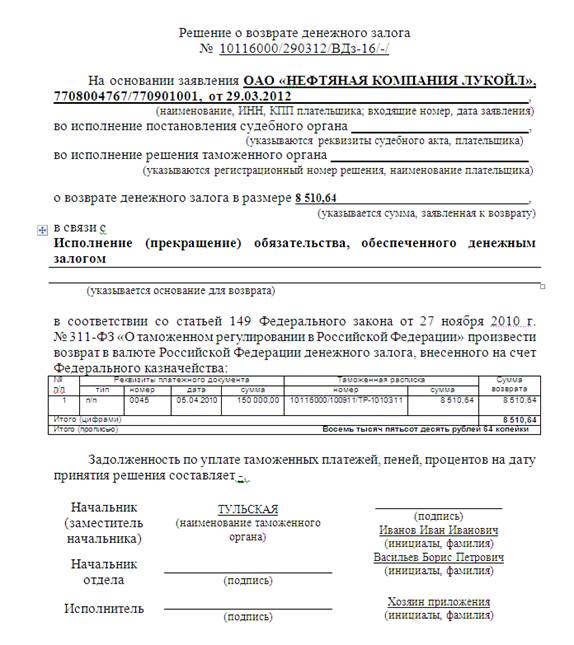 Решение о возврате денежного залога
№ 10116000/290312/ВДз-16/-/
На основании заявления ОАО «НЕФТЯНАЯ КОМПАНИЯ ЛУКОЙЛ»,
7708004767/770901001, от 29.03.2012 ,
(наименование, ИНН, КПП плательщика; входящие номер, дата заявления)
во исполнение постановления судебного органа ,
(указываются реквизиты судебного акта, плательщика)
во исполнение решения таможенного органа
(указываются регистрационный номер решения, наименование плательщика)
о возврате денежного залога в размере 8 510,64 ,
(указывается сумма, заявленная к возврату)
в связи с
Исполнение (прекращение) обязательства, обеспеченного денежным
залогом
(указывается основание для возврата)
в соответствии со статьей 149 Федерального закона от 27 ноября 2010 г.
№ 311-ФЗ «О таможенном регулировании в Российской Федерации» произвести
возврат в валюте Российской Федерации денежного залога, внесенного на счет
Федерального казначейства:
№ п/п Реквизиты платежного документа Таможенная расписка Сумма возврата
тип номер дата сумма номер сумма
1 п/п 0045 05.04.2010 150 000,00 10116000/100911/ТР-1010311 8 510,64 8 510,64
Итого (цифрами) 8 510,64
Итого (прописью) Восемь тысяч пятьсот десять рублей 64 копейки
Задолженность по уплате таможенных платежей, пеней, процентов на дату
принятия решения составляет -.
Начальник
(заместитель
начальника)
ТУЛЬСКАЯ
(наименование таможенного
органа)
(подпись)
Иванов Иван Иванович
(инициалы, фамилия)
Начальник
отдела
(подпись)
Васильев Борис Петрович
(инициалы, фамилия)
Исполнитель
(подпись)
Хозяин приложения
(инициалы, фамилия)